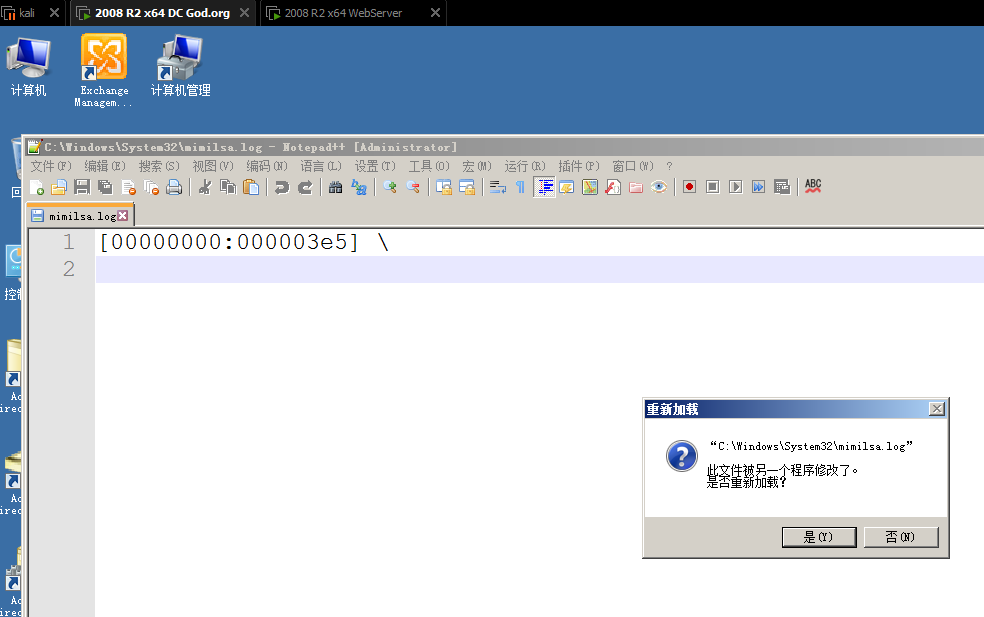 kali
2008 R2 x64 DC God.org
2008 R2 x64 WebServer
计算机
Exchange
Managem...
计算机管理
C:\Windows\System32\mimilsa.log - Notepad++ [Administrator]
文件(F) 编辑(E) 搜索(S) 视图(V) 编码(N) 语言(L) 设置(T) 工具(O) 宏(M) 运行(R) 插件(P) 窗口(W) ?
ABC
mimilsa.log
1 [00000000:000003e5] \
2
重新加载
“C:\Windows\System32\mimilsa.log”
此文件被另一个程序修改了。
是否重新加载?
是(Y) 否(N)
回
控制
Ac
irec
Ac
irec
Ac
irec